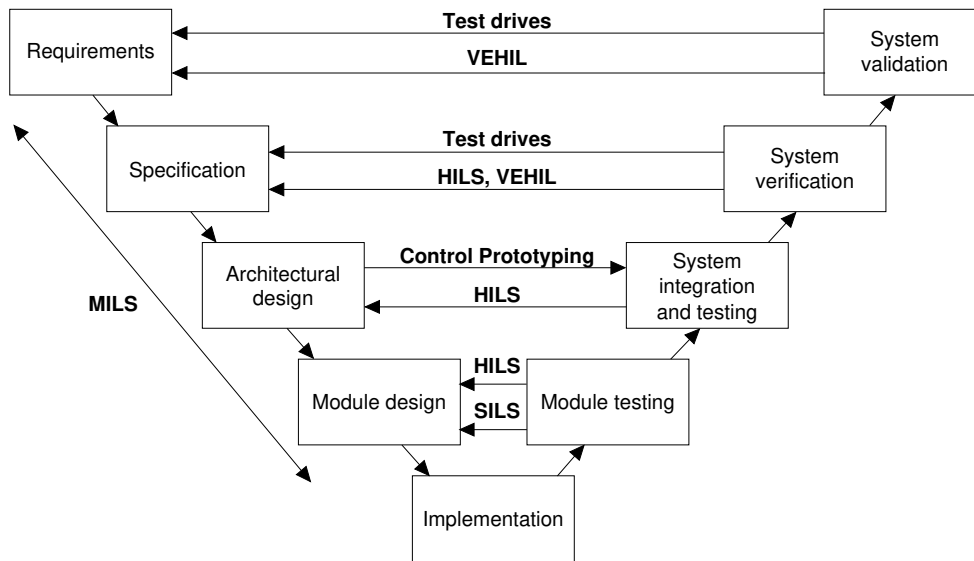 Test drives
Requirements
VEHIL
System
validation
Test drives
Specification
HILS, VEHIL
System
verification
Control Prototyping
Architectural
design
HILS
System
integration
and testing
MILS
HILS
Module design
SILS
Module testing
Implementation